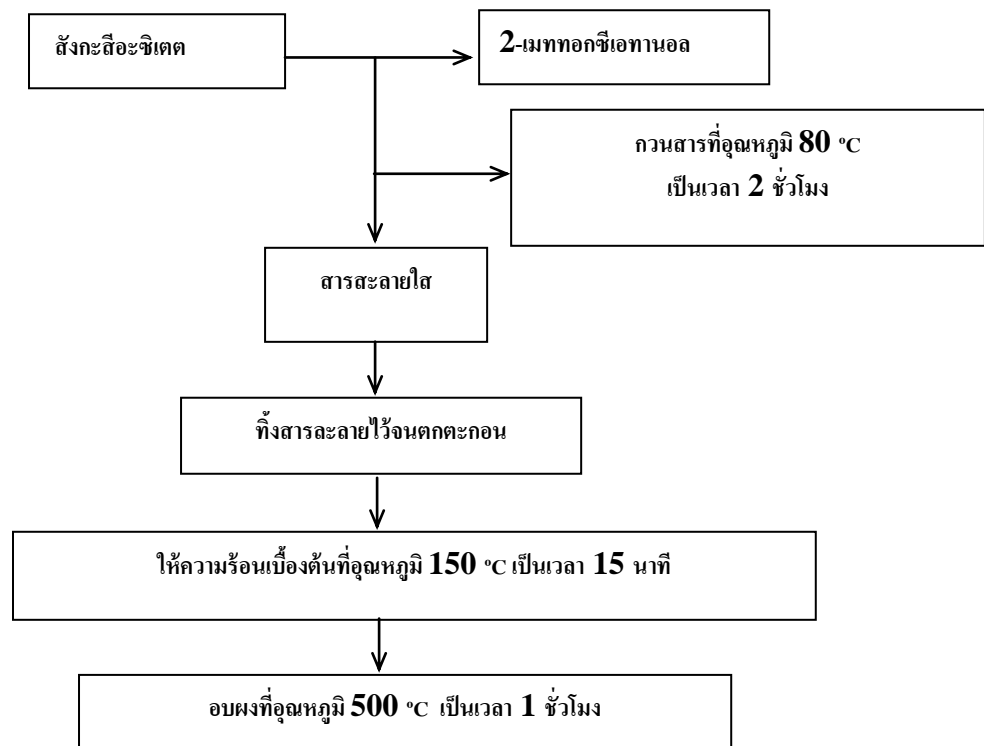 สังกะสีอะซิเตต
2-เมททอกซีเอทานอล
กวนสารที่อุณหภูมิ 80 °C
เป็นเวลา 2 ชั่วโมง
สารสะลายใส
ทิ้งสารละลายไว้จนตกตะกอน
ให้ความร้อนเบื้องต้นที่อุณหภูมิ 150 °C เป็นเวลา 15 นาที
อบผงที่อุณหภูมิ 500 °C เป็นเวลา 1 ชั่วโมง